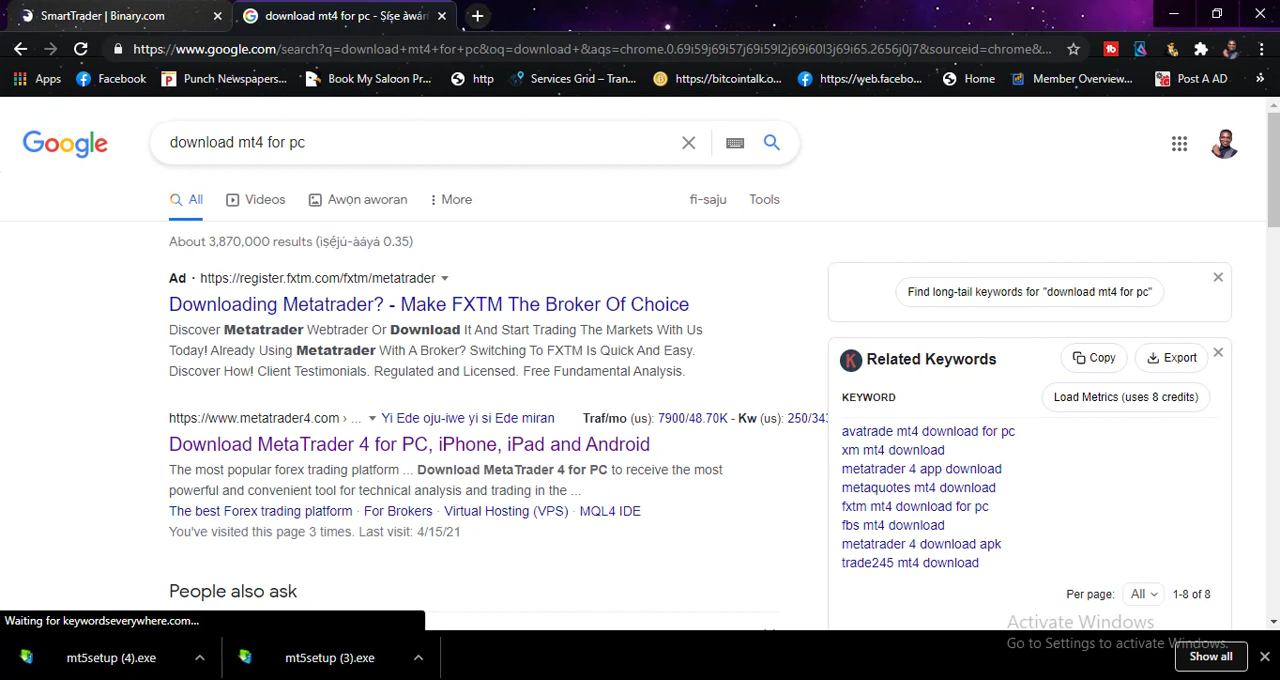 SmartTrader | Binary.com
download mt4 for pc - Ṣíṣe àwárí
https://www.google.com/search?q=download+mt4+for+pc&oq=download+&aqs=chrome.0.69i59j69i57j69i59l2j69i60l3j69i65.2656j0j7&sourceid=chrome&...
Apps Facebook Punch Newspapers... Book My Saloon Pr... http Services Grid – Tran... https://bitcointalk.o... https://web.facebo... Home Member Overview... Post A AD »
Google
download mt4 for pc
All Videos Awọn aworan More fi-saju Tools
About 3,870,000 results (ìṣẹ́jú-àáyá 0.35)
Ad · https://register.fxtm.com/fxtm/metatrader
Downloading Metatrader? - Make FXTM The Broker Of Choice
Discover Metatrader Webtrader Or Download It And Start Trading The Markets With Us
Today! Already Using Metatrader With A Broker? Switching To FXTM Is Quick And Easy.
Discover How! Client Testimonials. Regulated and Licensed. Free Fundamental Analysis.
https://www.metatrader4.com › ... Yi Ede oju-iwe yi si Ede miran Traf/mo (us): 7900/48.70K - Kw (us): 250/343
Download MetaTrader 4 for PC, iPhone, iPad and Android
The most popular forex trading platform ... Download MetaTrader 4 for PC to receive the most
powerful and convenient tool for technical analysis and trading in the ...
The best Forex trading platform · For Brokers · Virtual Hosting (VPS) · MQL4 IDE
You've visited this page 3 times. Last visit: 4/15/21
People also ask
Find long-tail keywords for "download mt4 for pc"
K Related Keywords Copy Export
KEYWORD Load Metrics (uses 8 credits)
avatrade mt4 download for pc
xm mt4 download
metatrader 4 app download
metaquotes mt4 download
fxtm mt4 download for pc
fbs mt4 download
metatrader 4 download apk
trade245 mt4 download
Per page: All 1-8 of 8
Activate Windows
Go to Settings to activate Windows.
Waiting for keywordseverywhere.com...
mt5setup (4).exe mt5setup (3).exe Show all